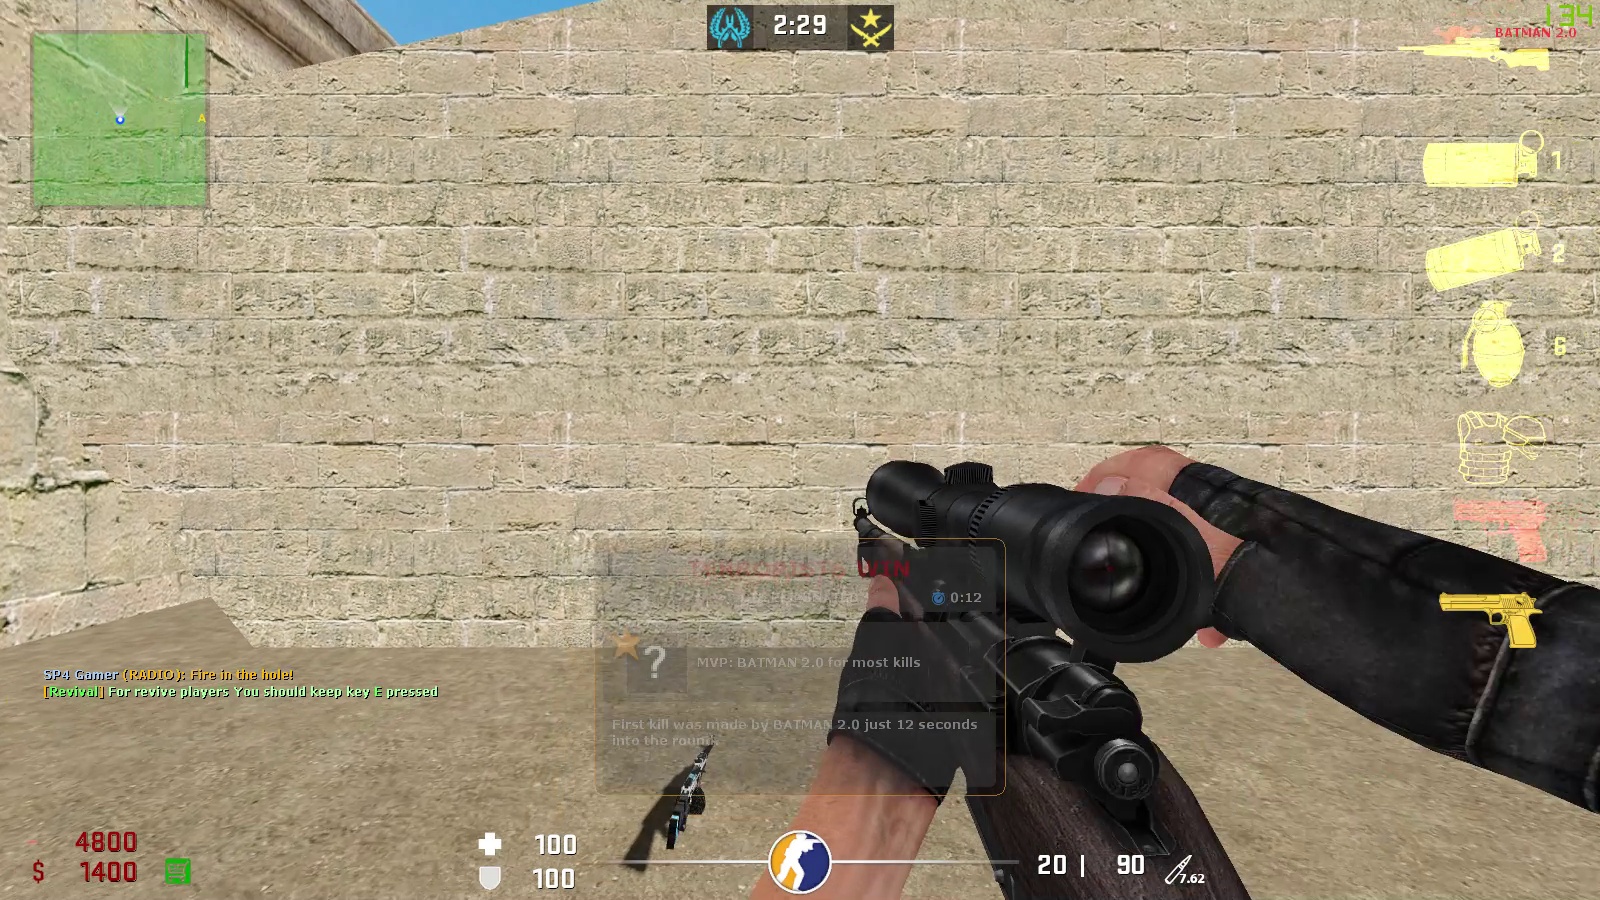 2:29
134
BATMAN 2.0
A
1
2
6
TERRORISTS WIN
0:12
MVP: BATMAN 2.0 for most kills
First kill was made by BATMAN 2.0 just 12 seconds
into the round.
SP4 Gamer (RADIO): Fire in the hole!
[Revival] For revive players You should keep key E pressed
- 4800
$ 1400
100
100
20 | 90
7.62